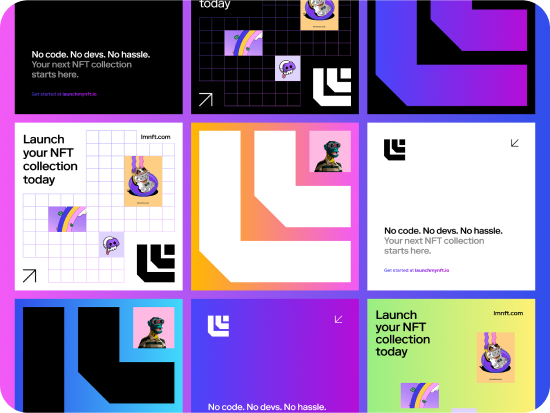 today
No code. No devs. No hassle.
Your next NFT collection
starts here.
Get started at launchmynft.io
Launch
your NFT
collection
today
lmnft.com
No code. No devs. No hassle.
Your next NFT collection
starts here.
Get started at launchmynft.io
No code. No devs. No hassle.
Launch
your NFT
collection
today
lmnft.com